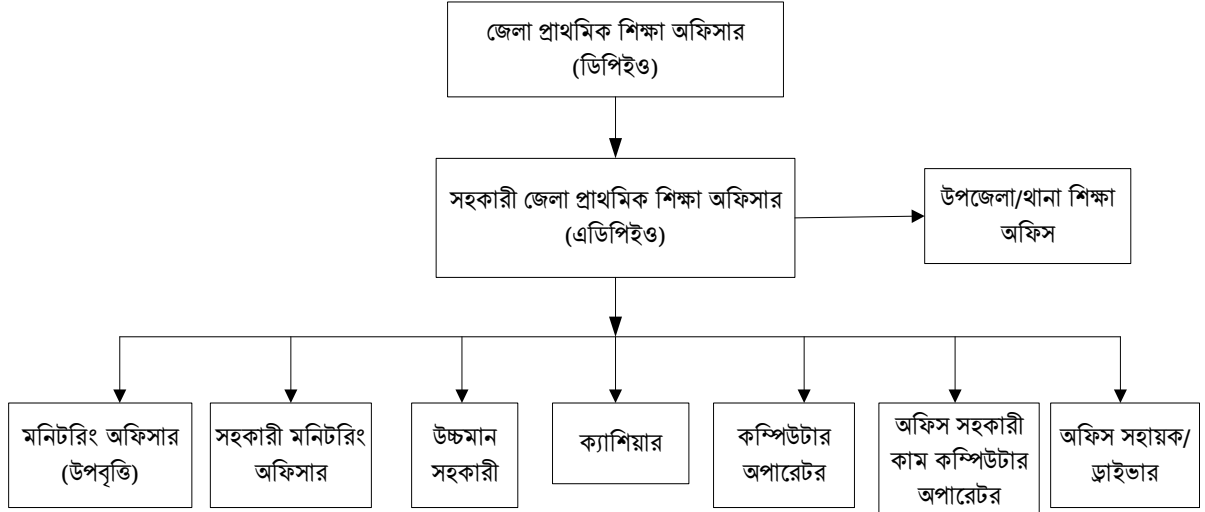 জেলা প্রাথমিক শিক্ষা অফিসার
(ডিপিইও)
সহকারী জেলা প্রাথমিক শিক্ষা অফিসার
(এডিপিইও)
উপজেলা/থানা শিক্ষা
অফিস
মনিটরিং অফিসার
(উপবৃত্তি)
সহকারী মনিটরিং
অফিসার
উচ্চমান
সহকারী
ক্যাশিয়ার
কম্পিউটার
অপারেটর
অফিস সহকারী
কাম কম্পিউটার
অপারেটর
অফিস সহায়ক/
ড্রাইভার